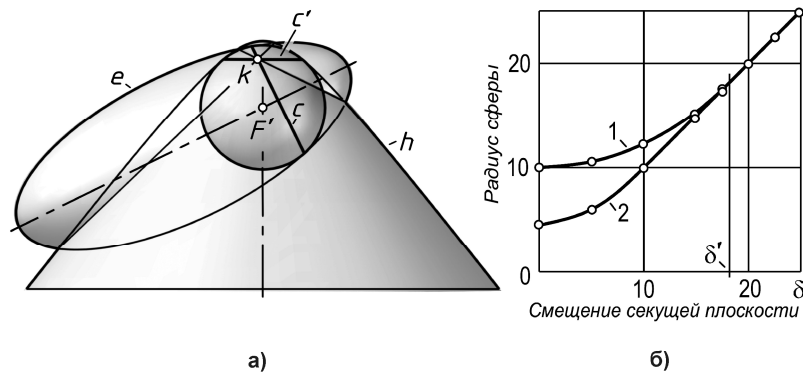 e
k
c′
F′
c
h
а)
Радиус сферы
20
10
0
1
2
δ′
10
20
δ
Смещение секущей плоскости
б)